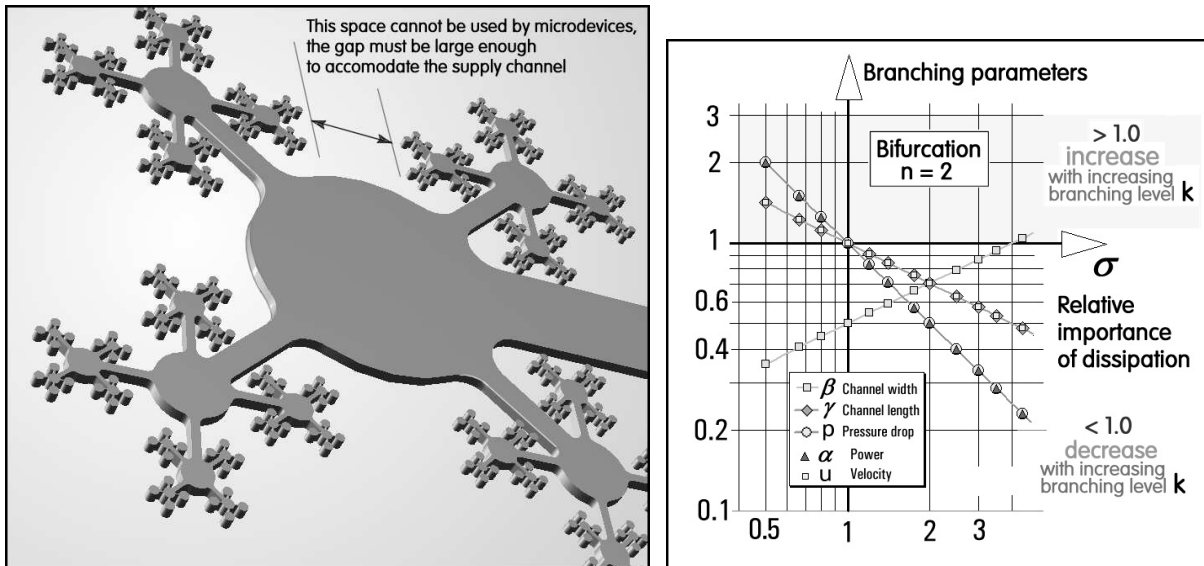 This space cannot be used by microdevices,
the gap must be large enough
to accomodate the supply channel
Branching parameters
3
2
1
0.6
0.4
0.2
0.1
0.5
1
2
3
Bifurcation
n = 2
> 1.0
increase
with increasing
branching level k
σ
Relative
importance
of dissipation
β Channel width
γ Channel length
p Pressure drop
α Power
u Velocity
< 1.0
decrease
with increasing
branching level k